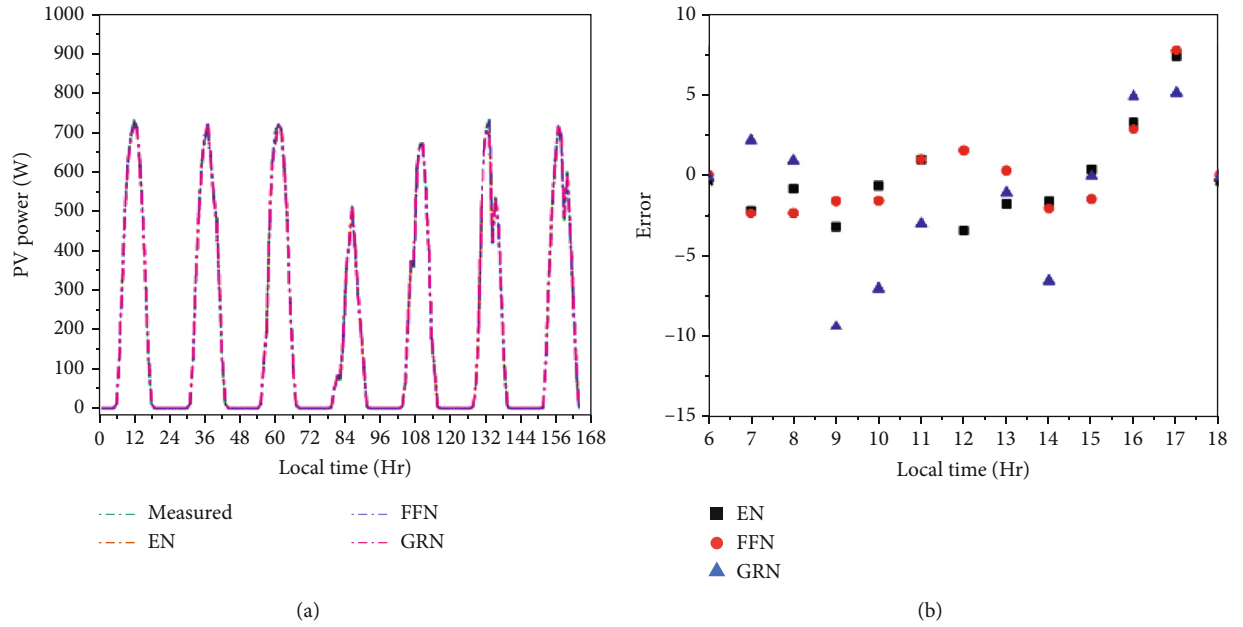 PV power (W)
1000
900
800
700
600
500
400
300
200
100
0
0 12 24 36 48 60 72 84 96 108 120 132 144 156 168
Local time (Hr)
Measured
EN
FFN
GRN
(a)
Error
10
5
0
−5
−10
−15
6 7 8 9 10 11 12 13 14 15 16 17 18
Local time (Hr)
EN
FFN
GRN
(b)